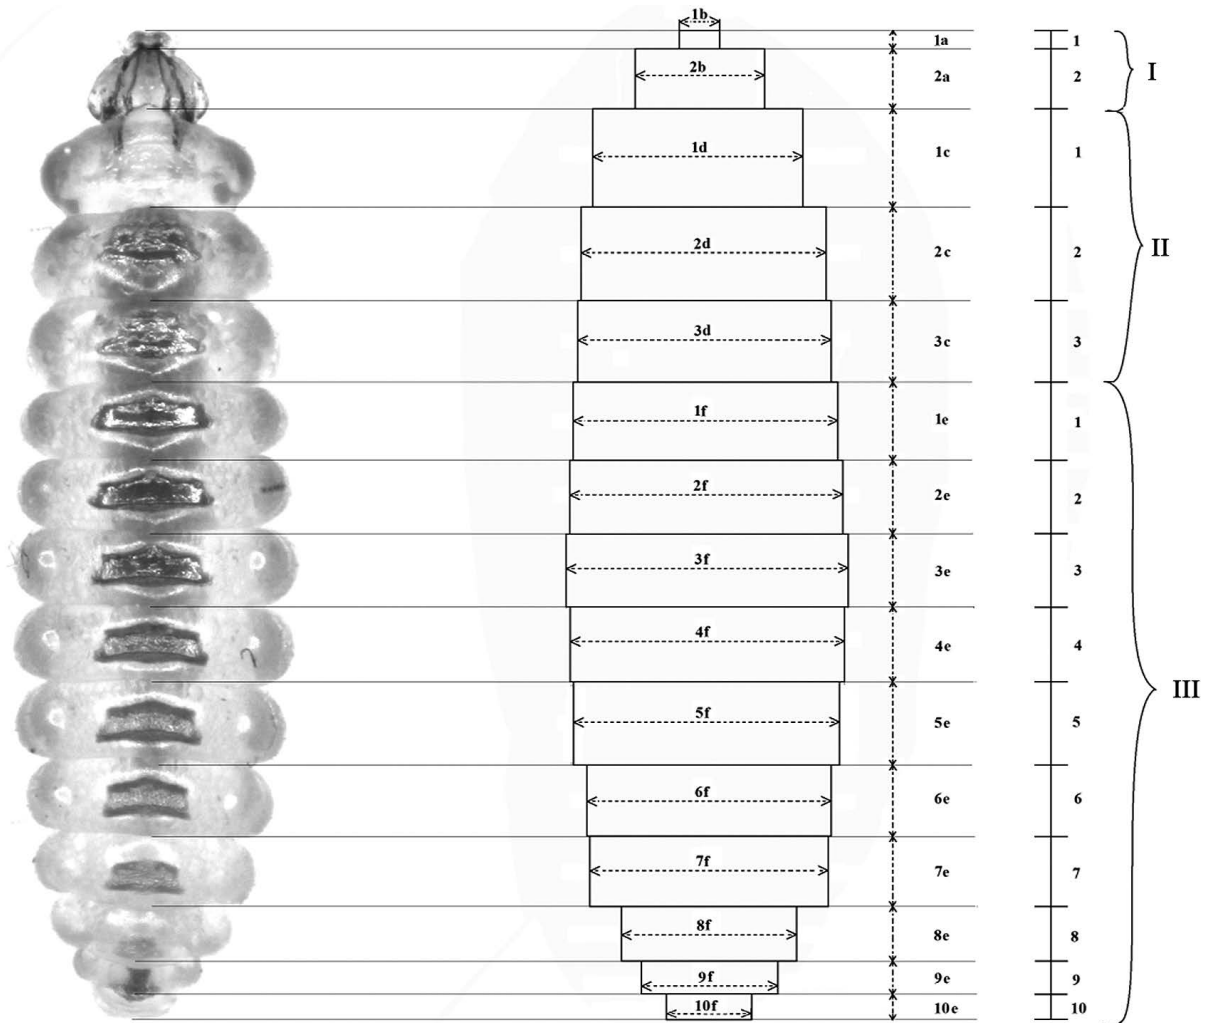 1b
1a 1
2b 2a 2 I
1d 1c 1
2d 2c 2 II
3d 3c 3
1f 1e 1
2f 2e 2
3f 3e 3
4f 4e 4
III
5f 5e 5
6f 6e 6
7f 7e 7
8f 8e 8
9f 9e 9
10f 10e 10